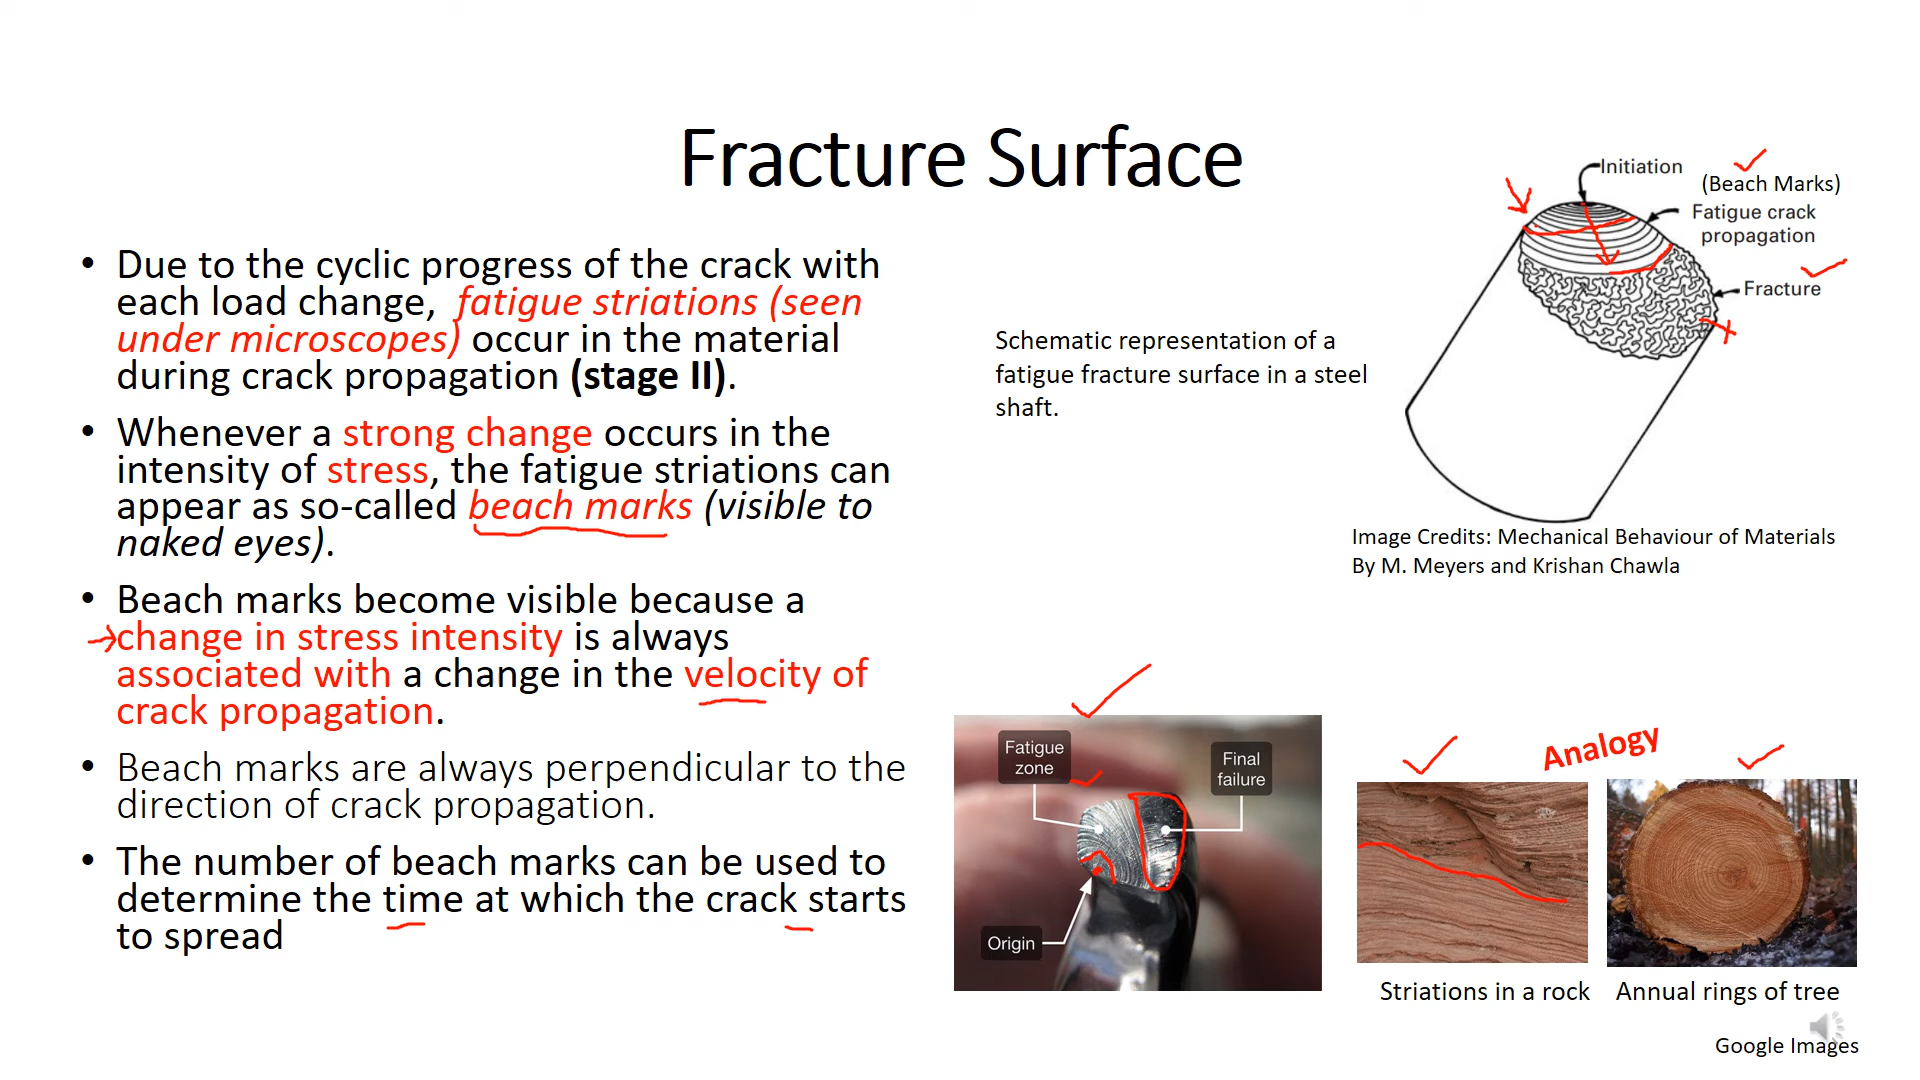 Fracture Surface
• Due to the cyclic progress of the crack with
each load change, fatigue striations (seen
under microscopes) occur in the material
during crack propagation (stage II).
• Whenever a strong change occurs in the
intensity of stress, the fatigue striations can
appear as so-called beach marks (visible to
naked eyes).
• Beach marks become visible because a
change in stress intensity is always
associated with a change in the velocity of
crack propagation.
• Beach marks are always perpendicular to the
direction of crack propagation.
• The number of beach marks can be used to
determine the time at which the crack starts
to spread
Initiation
(Beach Marks)
Fatigue crack
propagation
Fracture
Schematic representation of a
fatigue fracture surface in a steel
shaft.
Image Credits: Mechanical Behaviour of Materials
By M. Meyers and Krishan Chawla
Fatigue
zone
Final
failure
Origin
Analogy
Striations in a rock
Annual rings of tree
Google Images